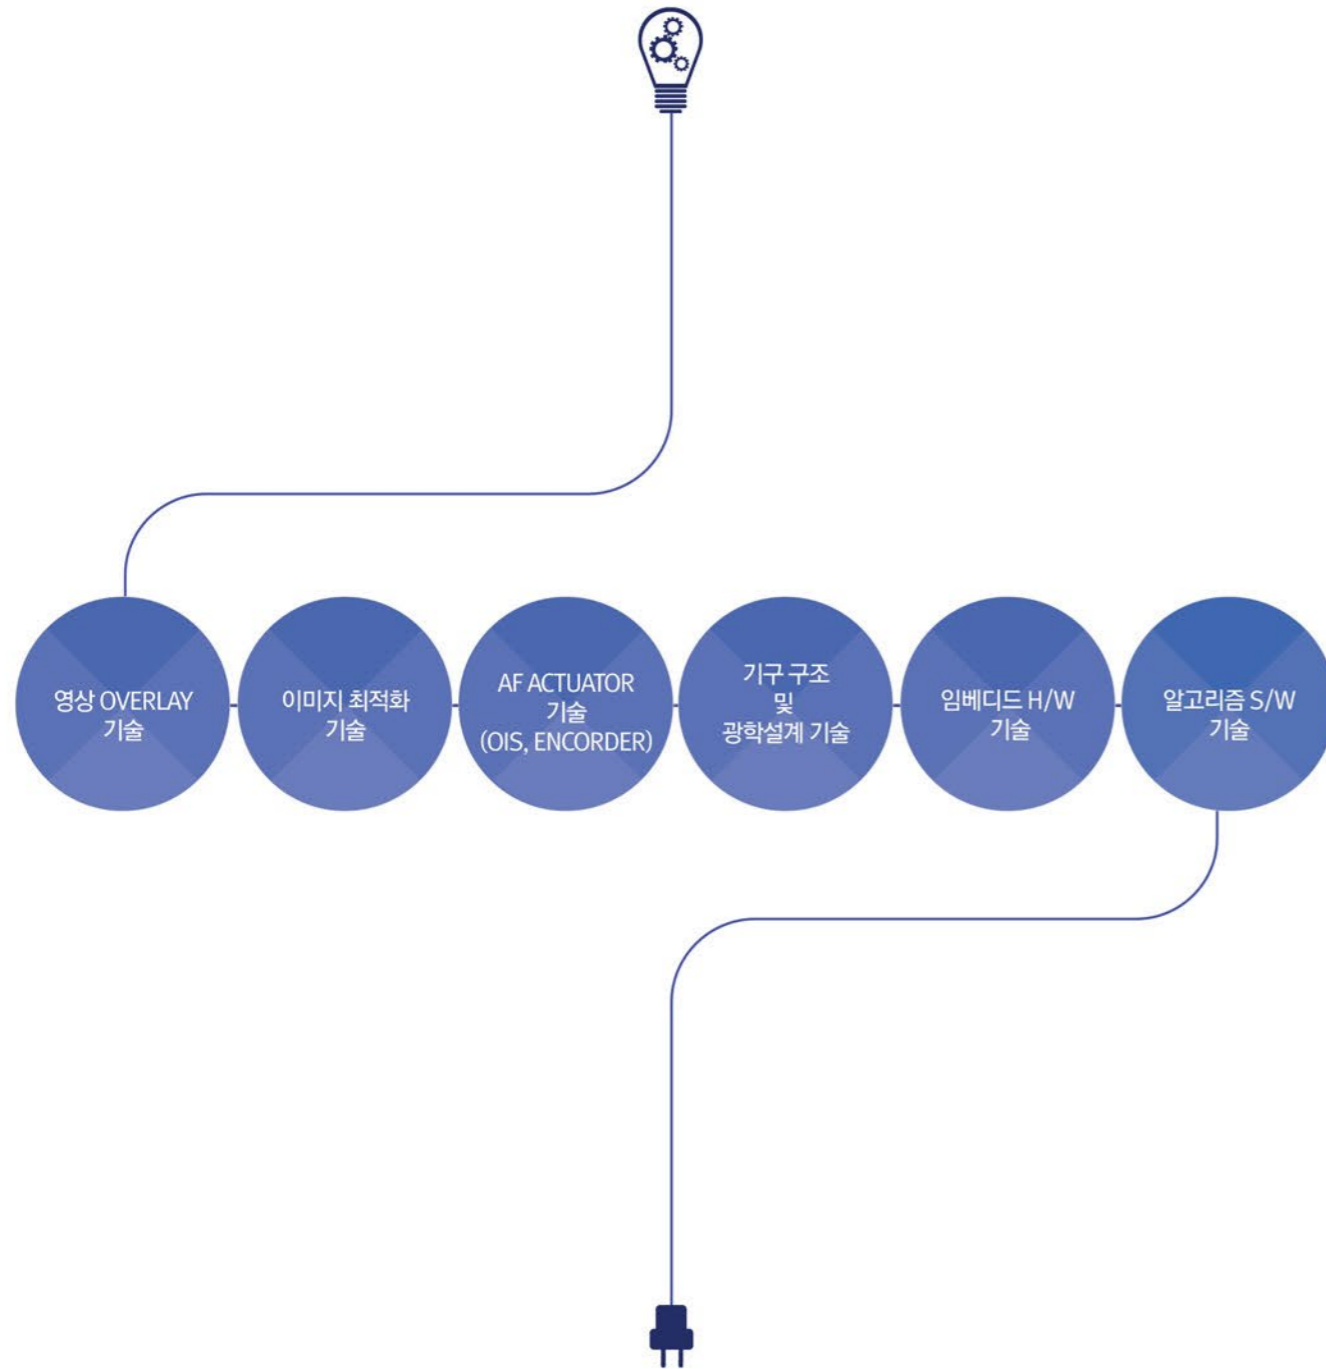 영상 OVERLAY
기술
이미지 최적화
기술
AF ACTUATOR
기술
(OIS, ENCORDER)
기구 구조
및
광학설계 기술
임베디드 H/W
기술
알고리즘 S/W
기술